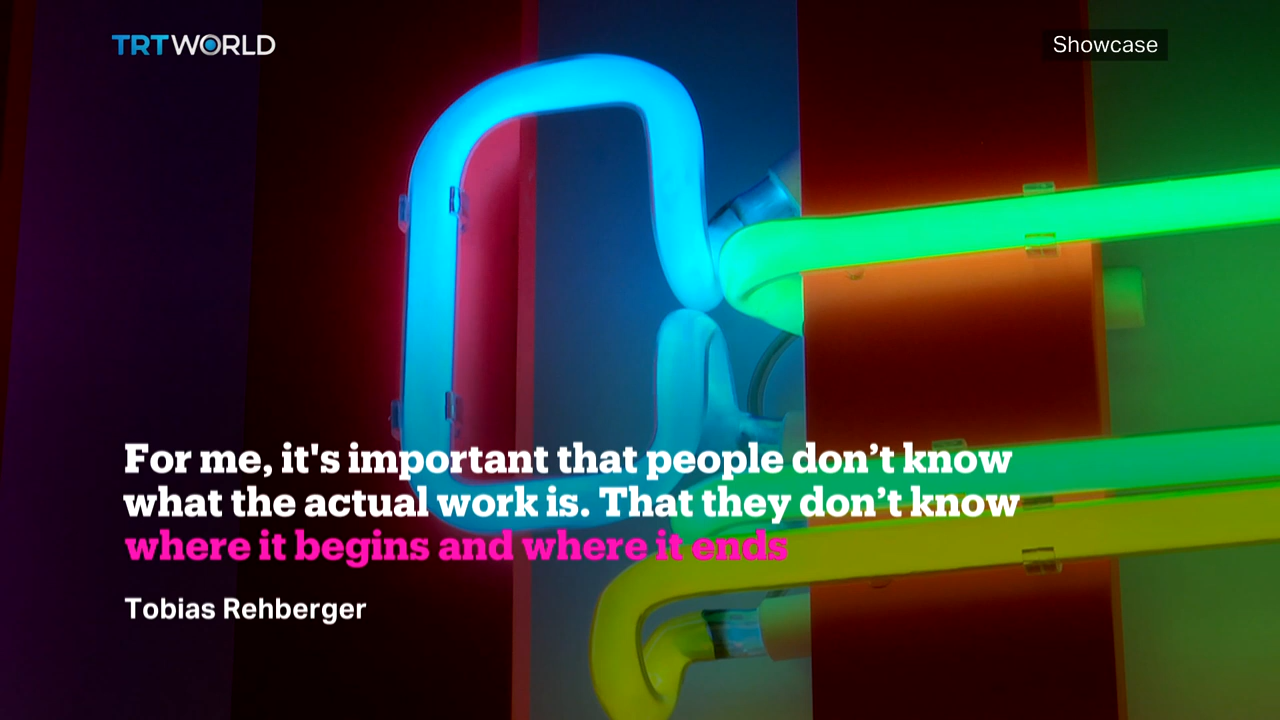 TRTWORLD
Showcase
For me, it's important that people don’t know
what the actual work is. That they don’t know
where it begins and where it ends
Tobias Rehberger